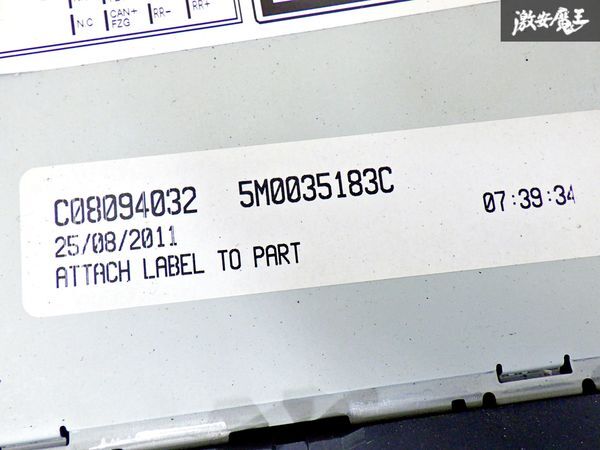 激安魔王
N.C CAN+ RR- RR+
FZG
C08094032 5M0035183C 07:39:34
25/08/2011
ATTACH LABEL TO PART